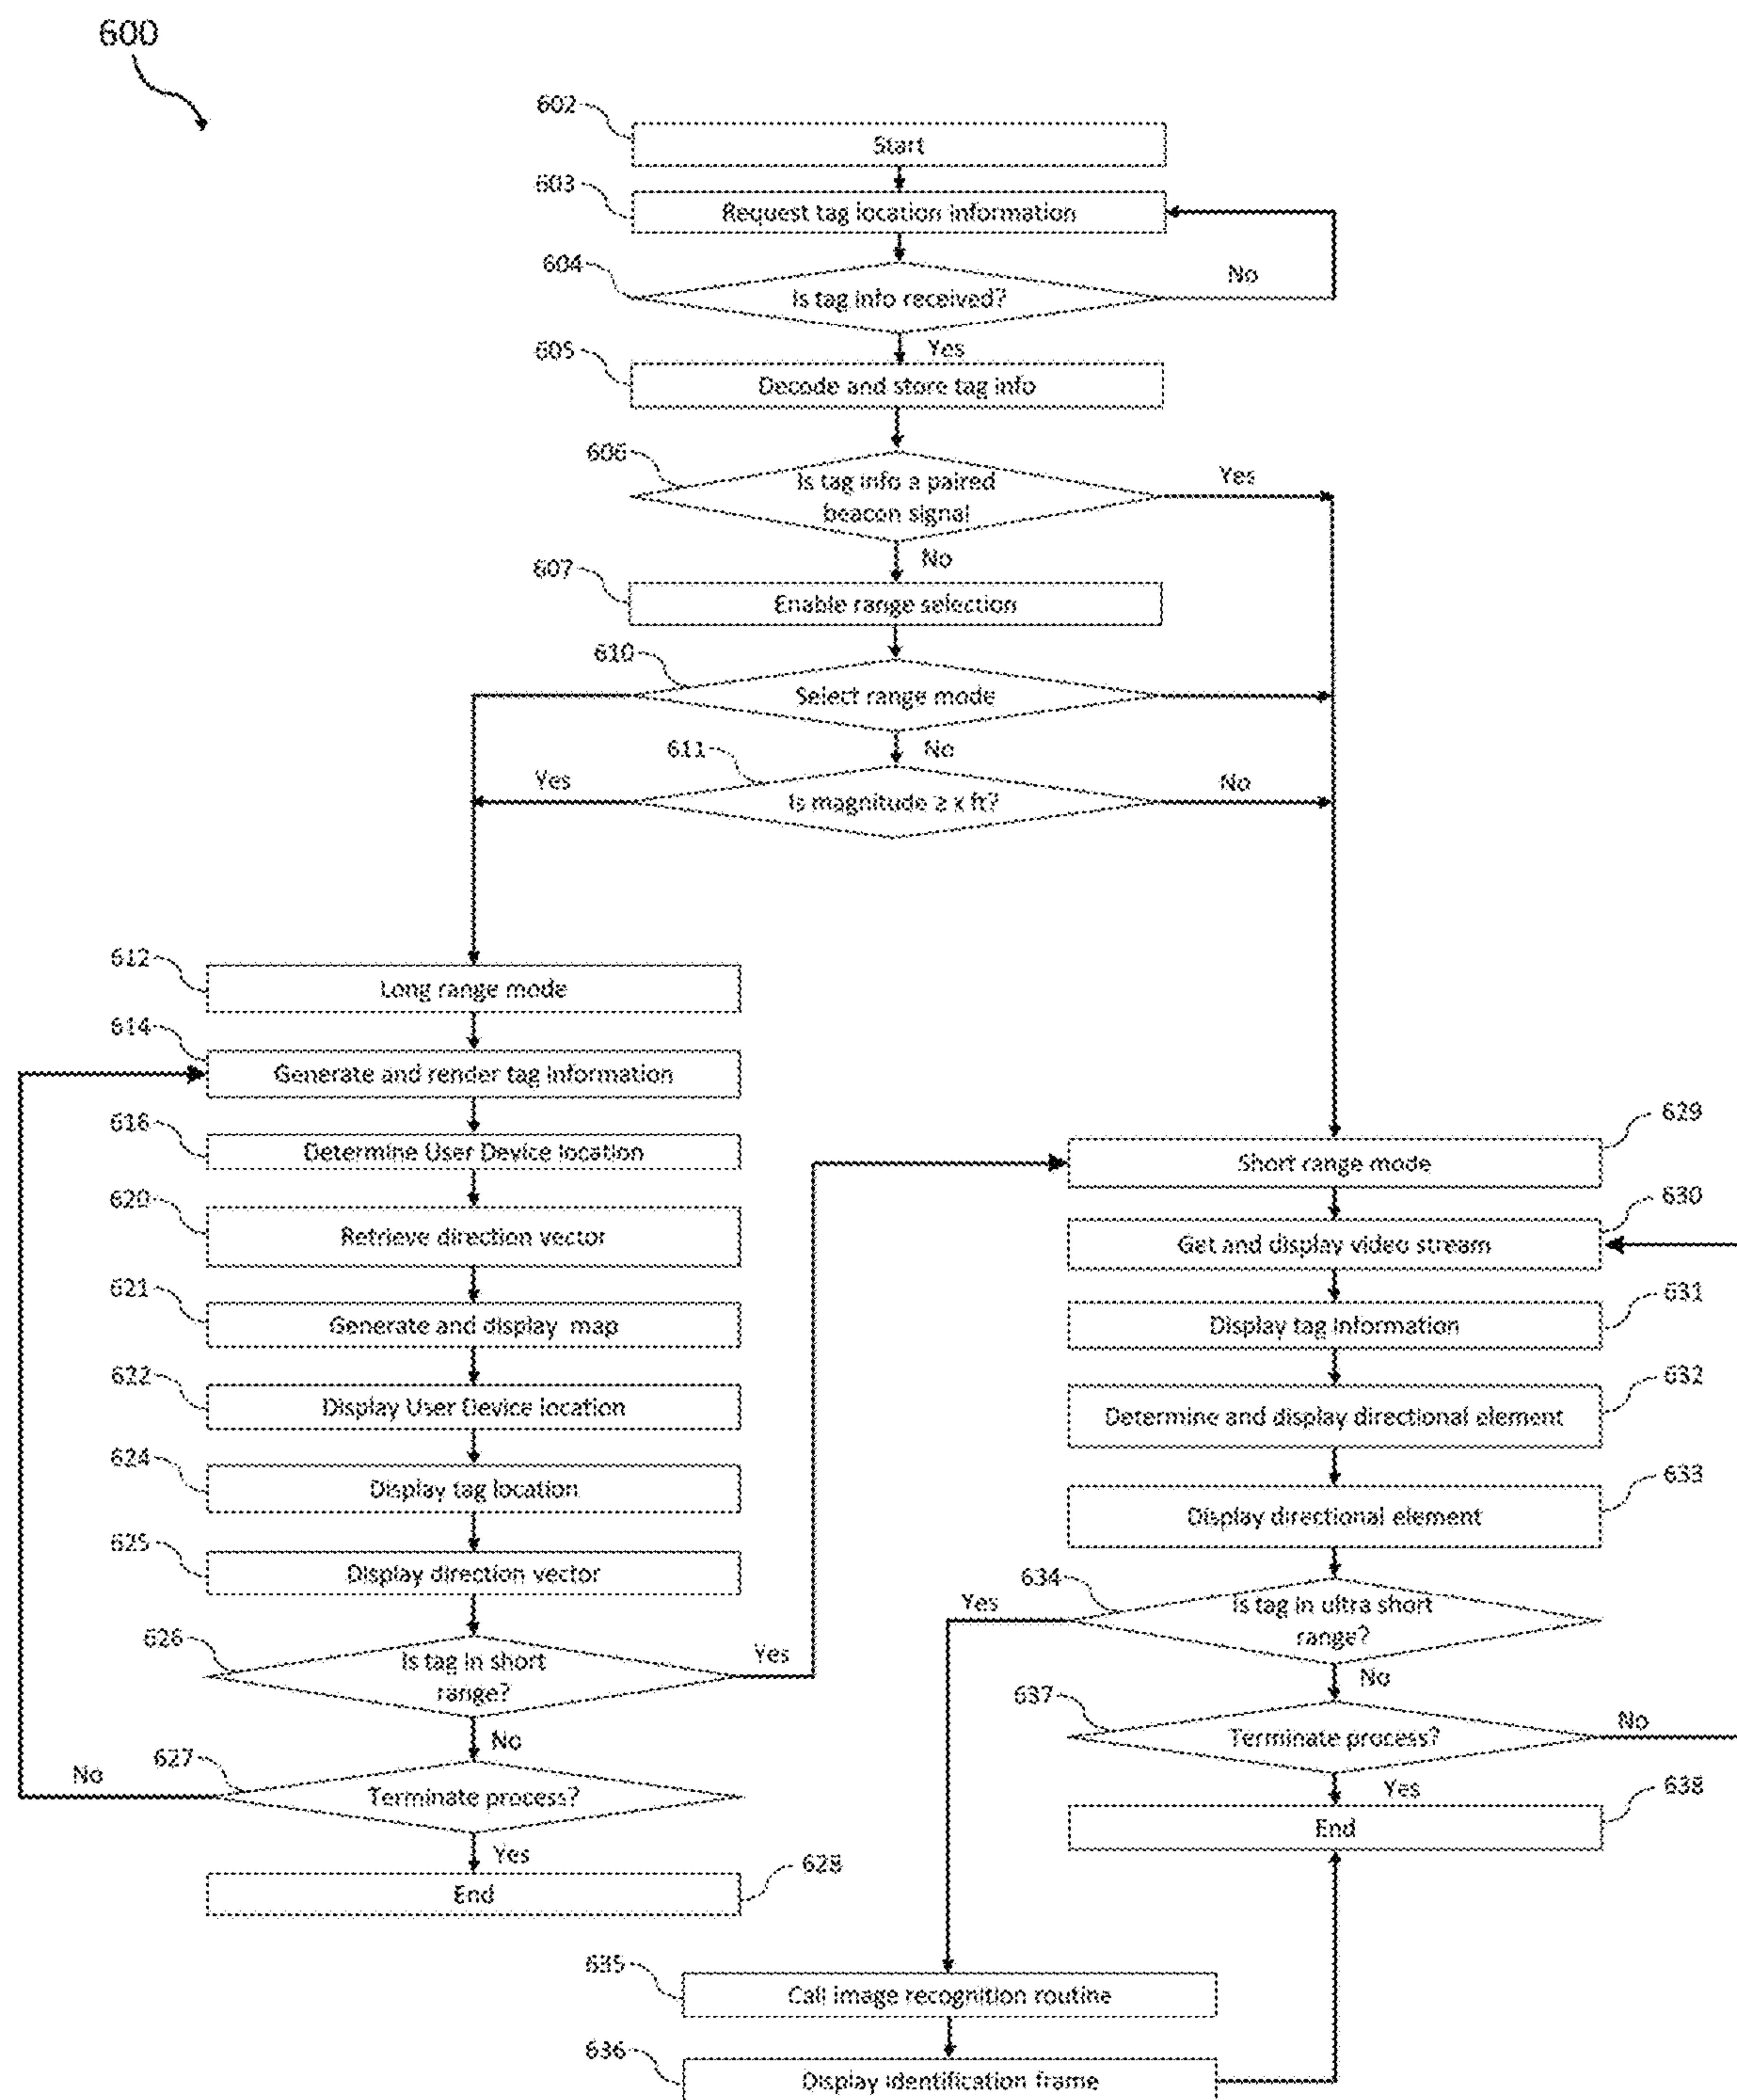 600
602
Start
603
Request tag location information
604
Is tag info received?
No
Yes
605
Decode and store tag info
606
Is tag info a paired
beacon signal
Yes
No
607
Enable range selection
610
Select range mode
No
611
Is magnitude ≥ x ft?
Yes
No
612
Long range mode
614
Generate and render tag information
616
Determine User Device location
620
Retrieve direction vector
621
Generate and display map
622
Display User Device location
624
Display tag location
625
Display direction vector
626
Is tag in short
range?
Yes
No
627
Terminate process?
No
Yes
628
End
629
Short range mode
630
Get and display video stream
631
Display tag information
632
Determine and display directional element
633
Display directional element
634
Is tag in ultra short
range?
Yes
No
637
Terminate process?
No
Yes
638
End
635
Call image recognition routine
636
Display identification frame